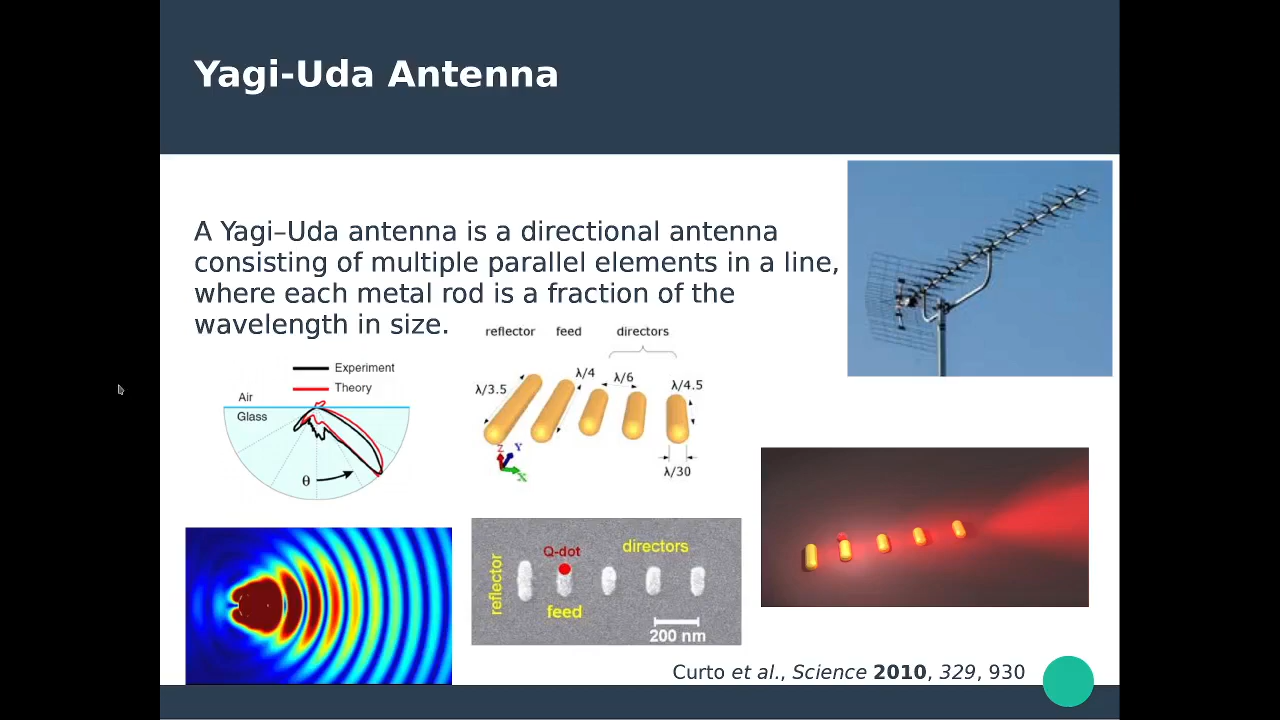 Yagi-Uda Antenna
A Yagi–Uda antenna is a directional antenna
consisting of multiple parallel elements in a line,
where each metal rod is a fraction of the
wavelength in size.
reflector feed directors
λ/3.5 λ/4 λ/6 λ/4.5
λ/30
Z Y X
Experiment
Theory
Air
Glass
θ
reflector
Q-dot
directors
feed
200 nm
Curto et al., Science 2010, 329, 930